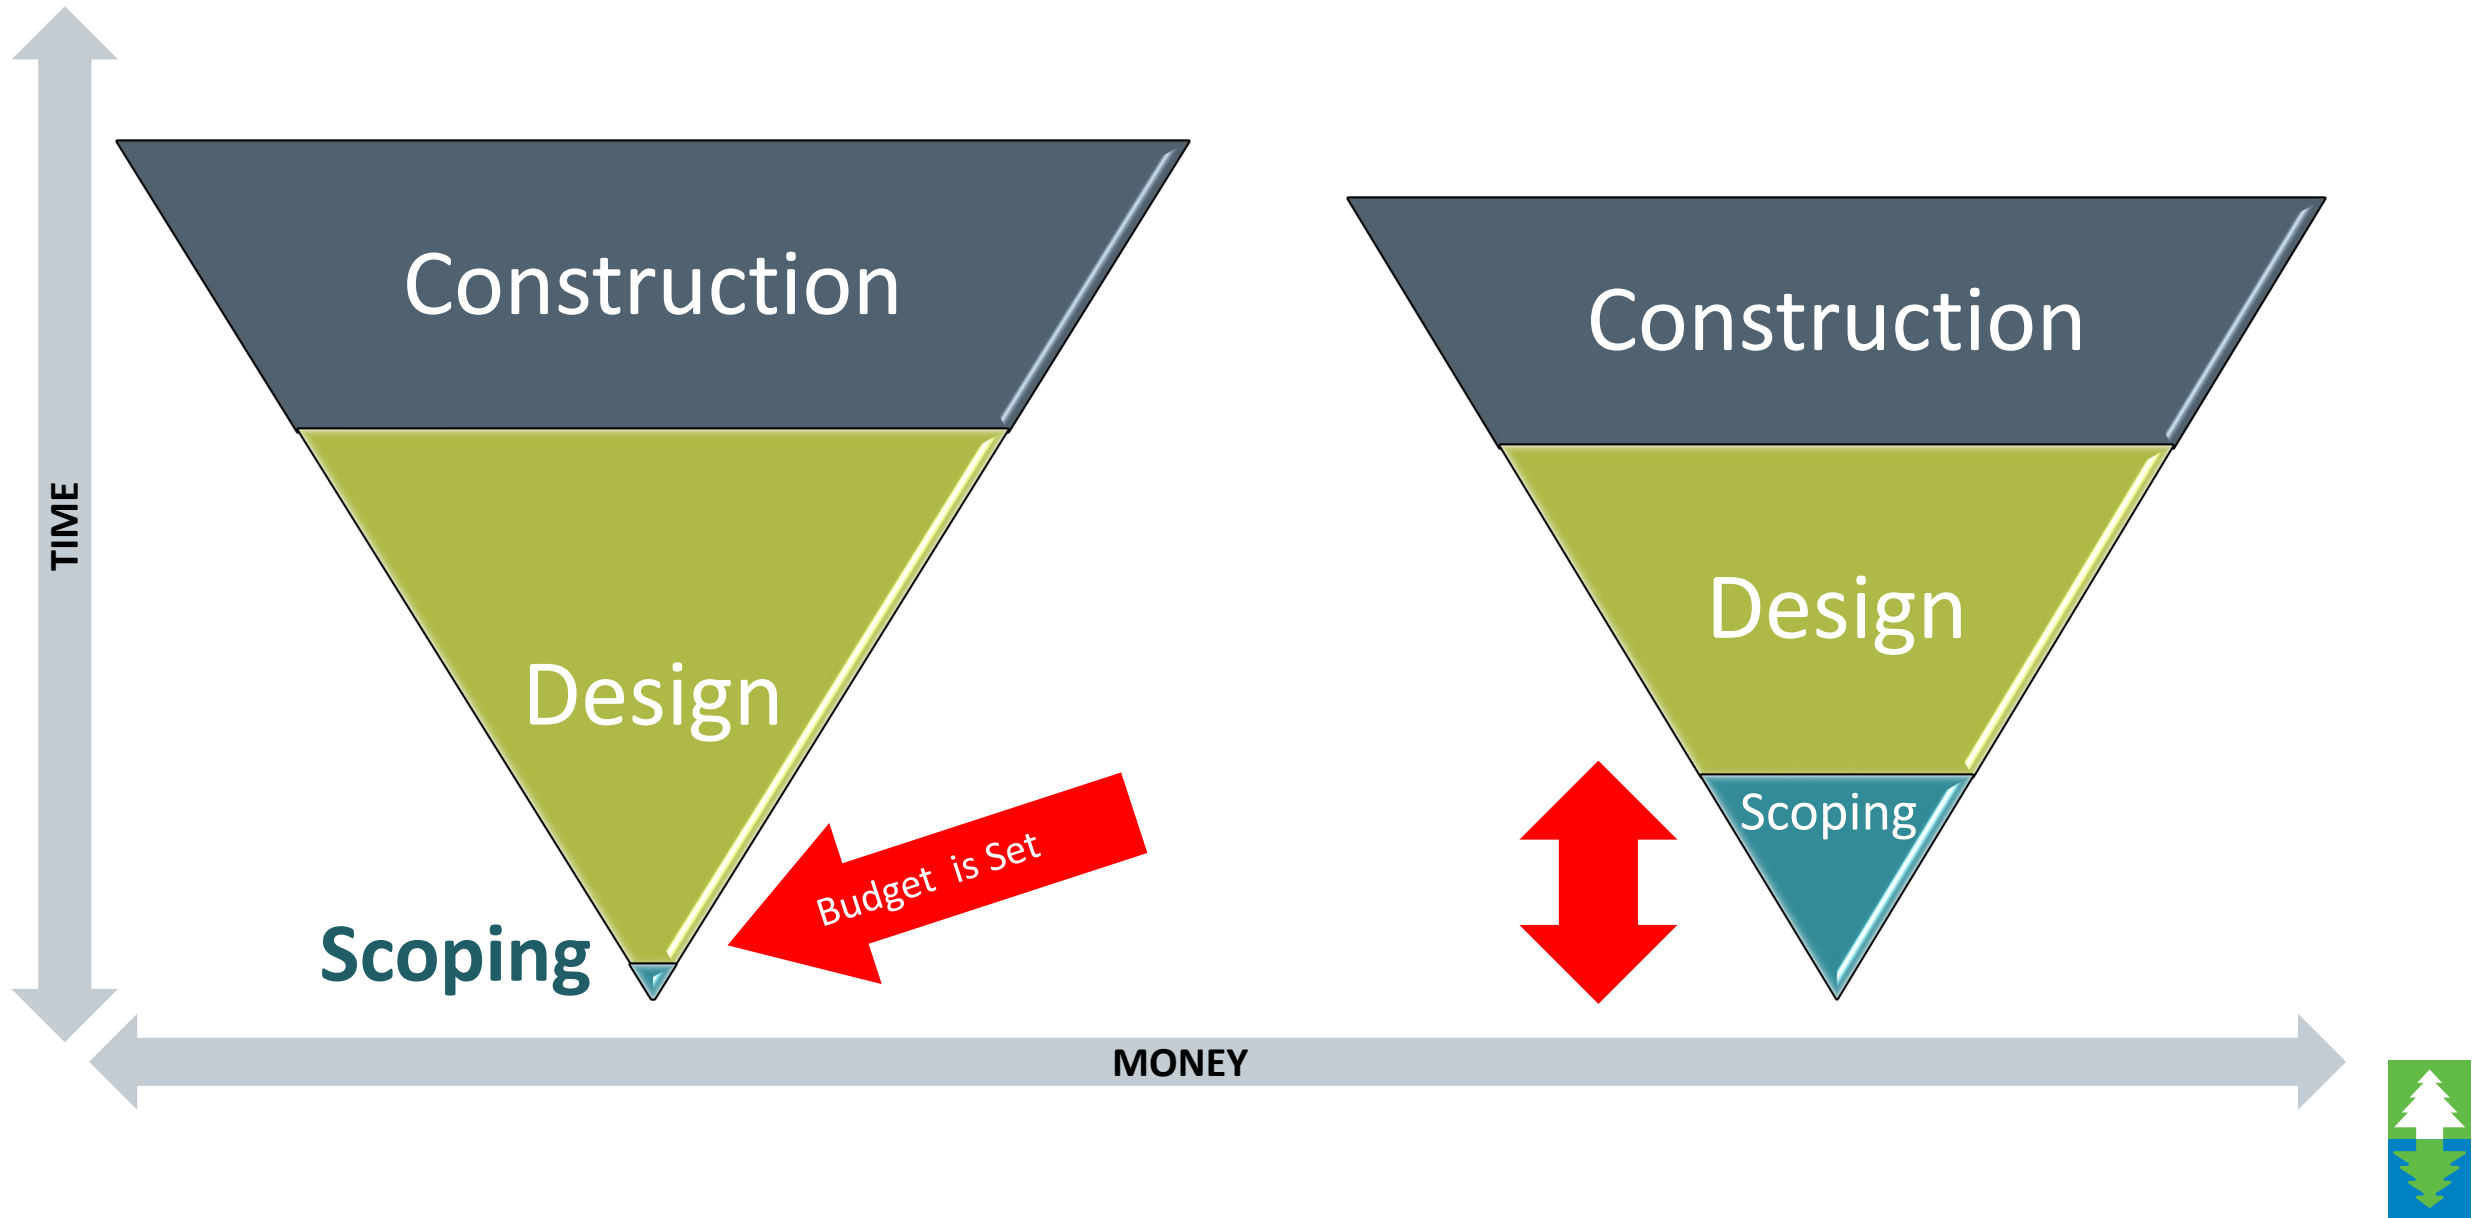 Construction
Construction
TIME
Design
Design
Scoping
Budget is Set
Scoping
MONEY